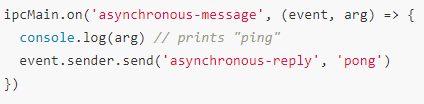 ipcMain.on('asynchronous-message', (event, arg) => {
  console.log(arg) // prints "ping"
  event.sender.send('asynchronous-reply', 'pong')
})